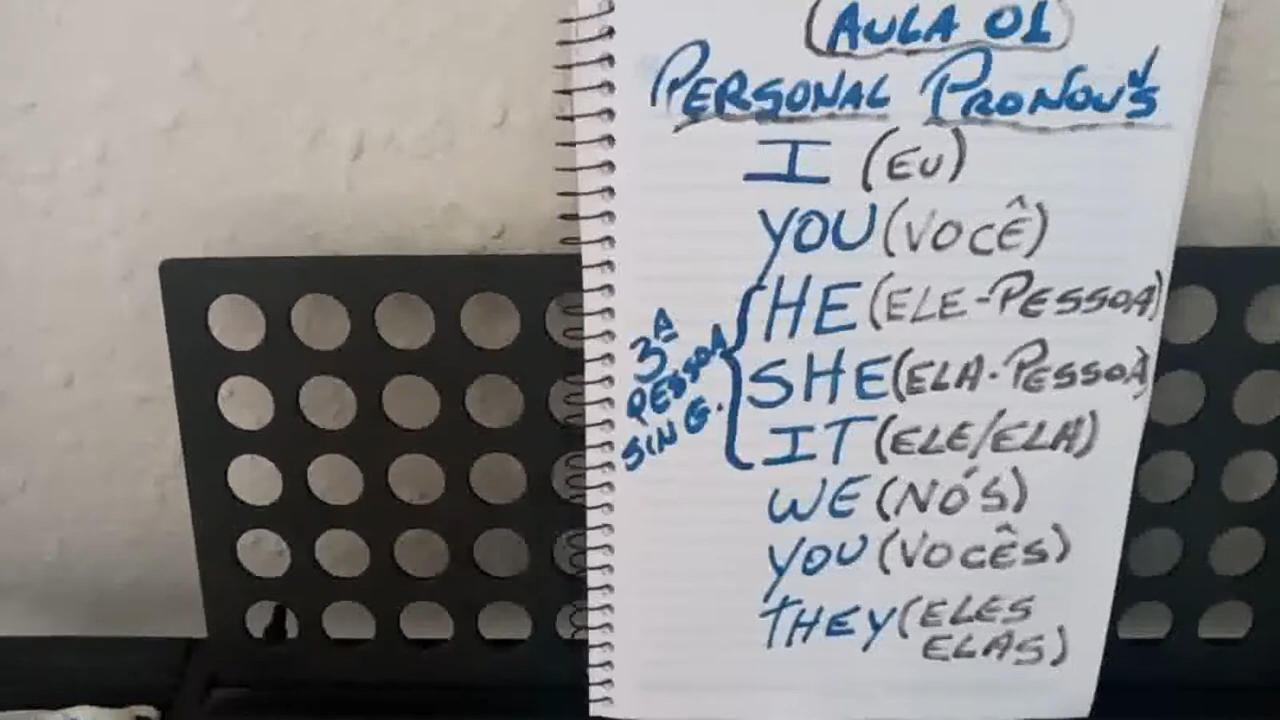 (AULA 01)
PERSONAL PRONOUNS
I (EU)
YOU (VOCÊ)
HE (ELE-PESSOA)
SHE (ELA-PESSOA)
IT (ELE/ELA)
3ª
PESSOA
SING.
WE (NÓS)
YOU (VOCÊS)
THEY (ELES
ELAS)